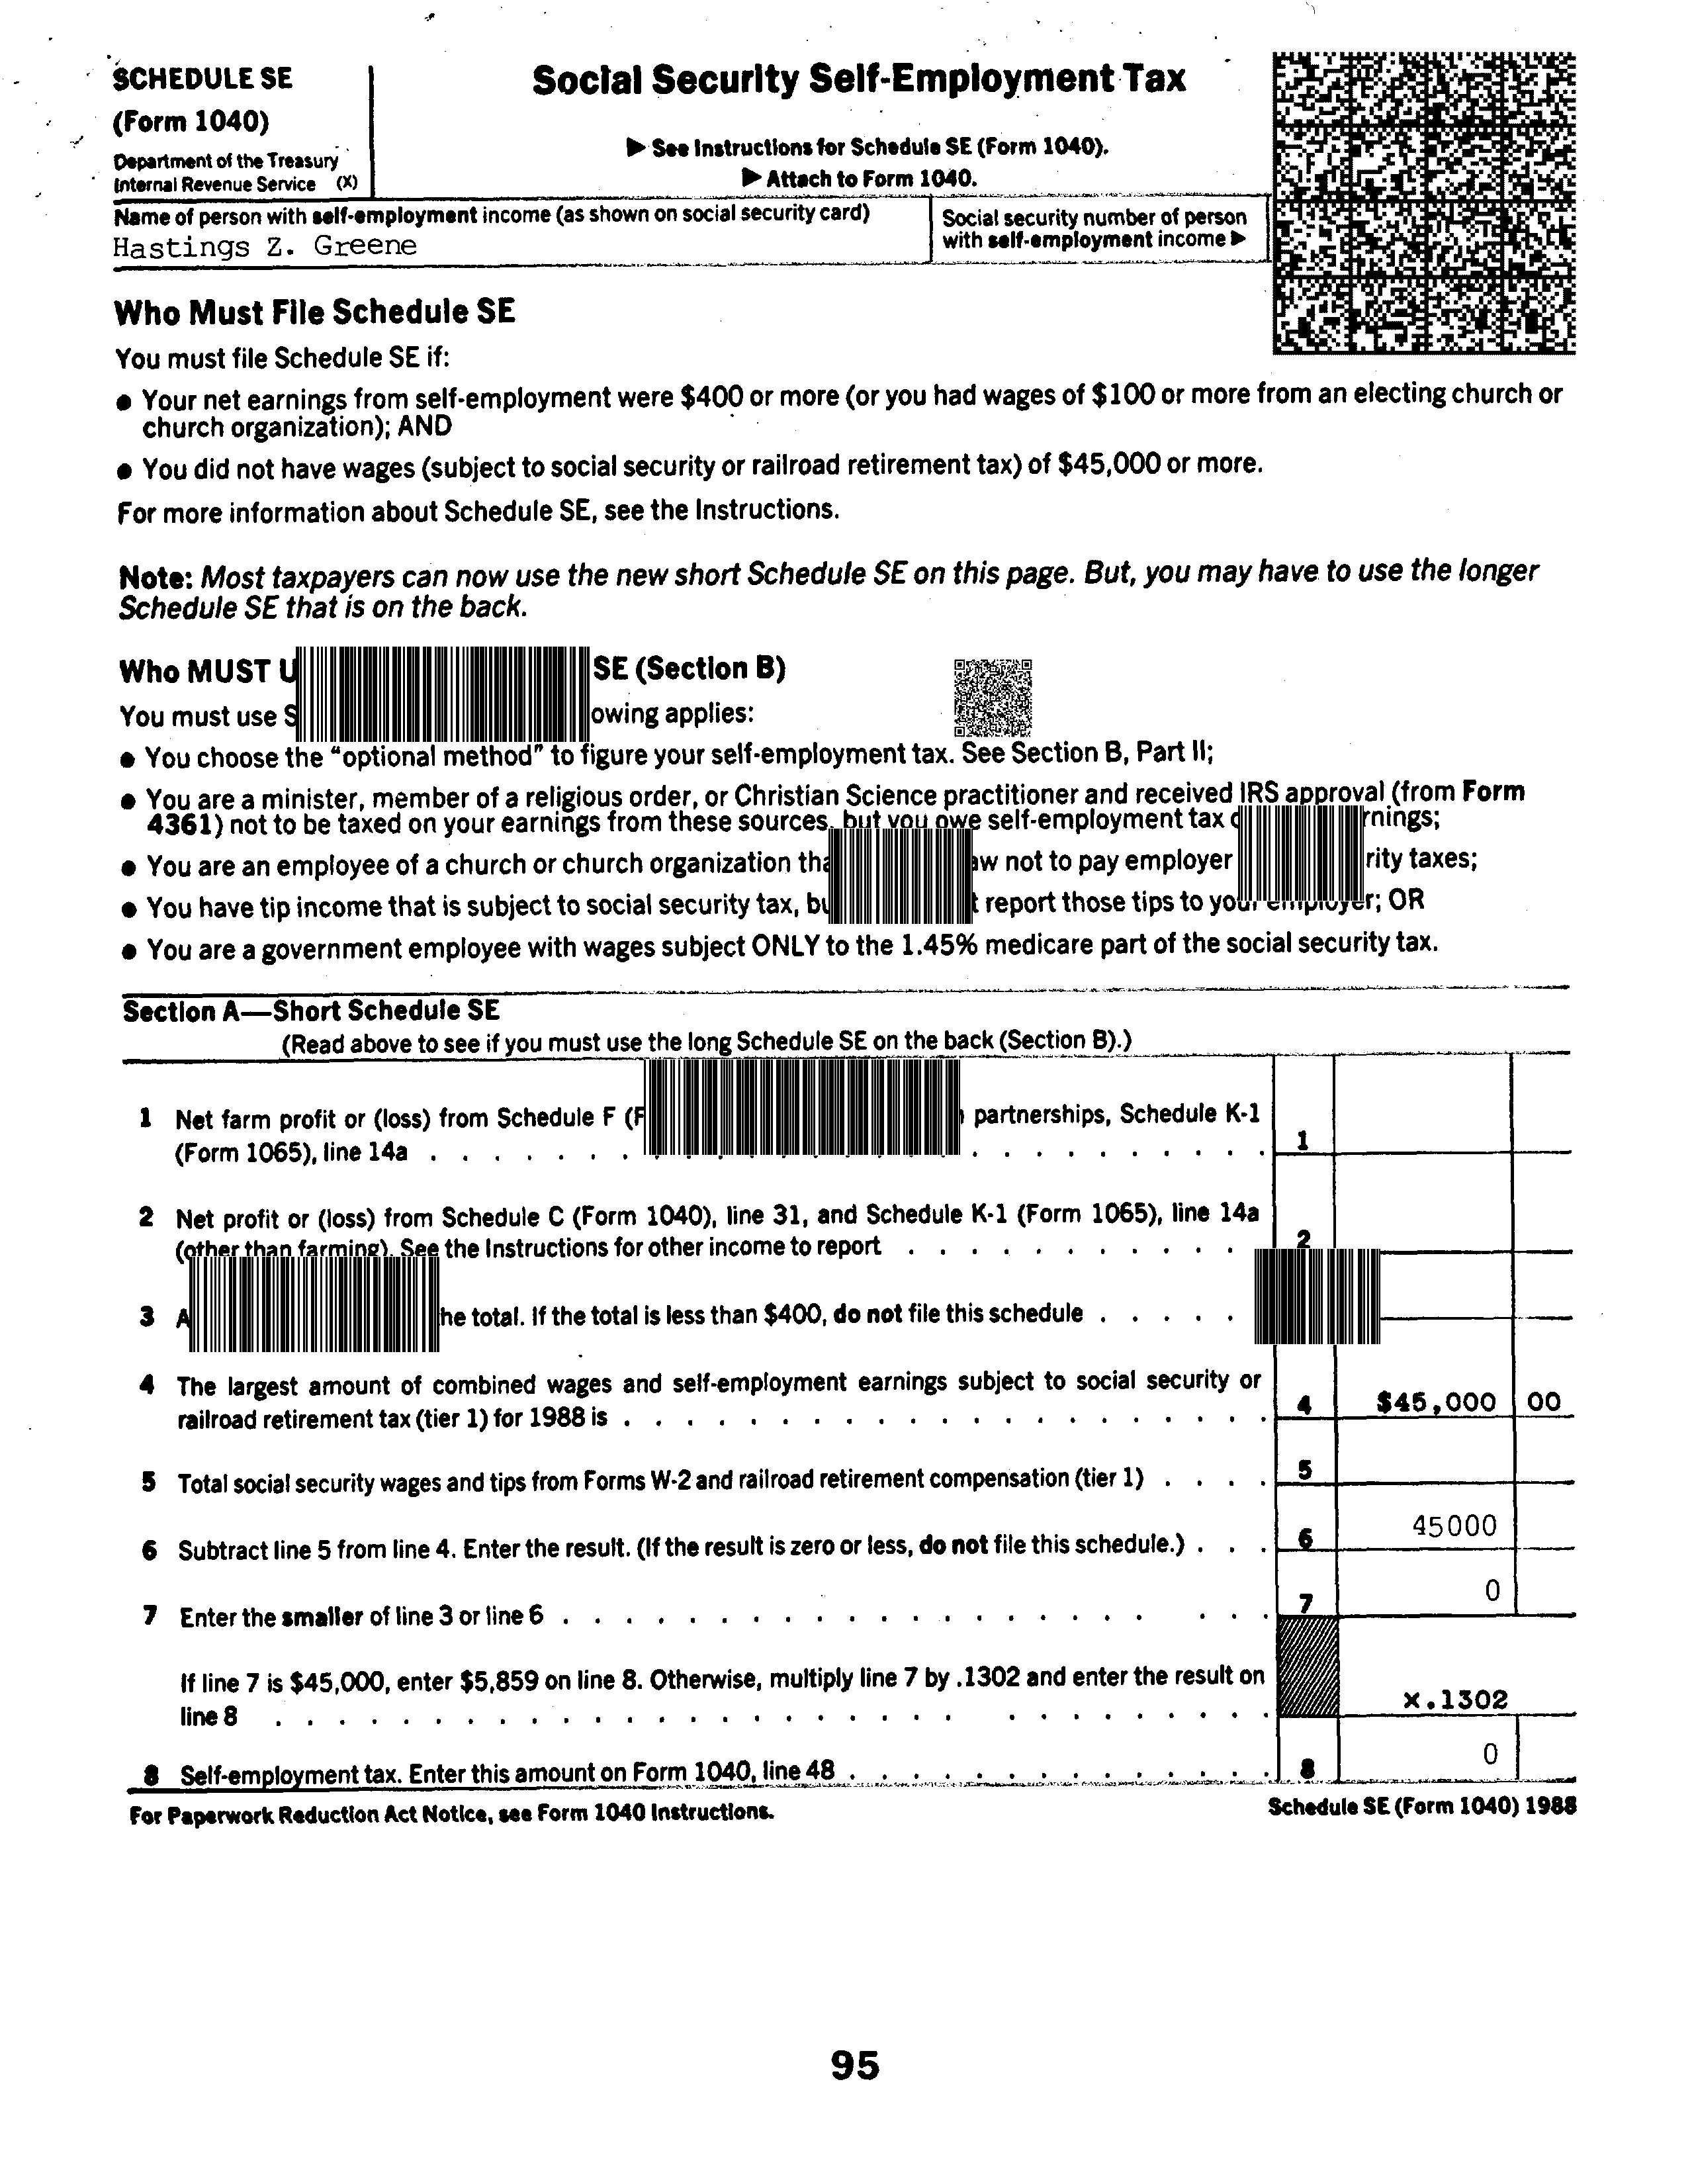 SCHEDULE SE
(Form 1040)
Department of the Treasury
Internal Revenue Service (X)
Social Security Self-Employment Tax
▶ See Instructions for Schedule SE (Form 1040).
▶ Attach to Form 1040.
Name of person with self-employment income (as shown on social security card)
Hastings Z. Greene
Social security number of person
with self-employment income ▶
Who Must File Schedule SE
You must file Schedule SE if:
● Your net earnings from self-employment were $400 or more (or you had wages of $100 or more from an electing church or
church organization); AND
● You did not have wages (subject to social security or railroad retirement tax) of $45,000 or more.
For more information about Schedule SE, see the Instructions.
Note: Most taxpayers can now use the new short Schedule SE on this page. But, you may have to use the longer
Schedule SE that is on the back.
Who MUST SE (Section B)
You must use owing applies:
● You choose the “optional method” to figure your self-employment tax. See Section B, Part II;
● You are a minister, member of a religious order, or Christian Science practitioner and received IRS approval (from Form
4361) not to be taxed on your earnings from these sources, but you owe self-employment tax rnings;
● You are an employee of a church or church organization not to pay employer rity taxes;
● You have tip income that is subject to social security tax, report those tips to your employer; OR
● You are a government employee with wages subject ONLY to the 1.45% medicare part of the social security tax.
Section A—Short Schedule SE
(Read above to see if you must use the long Schedule SE on the back (Section B).)
1 Net farm profit or (loss) from Schedule F partnerships, Schedule K-1
(Form 1065), line 14a . . . . . . . . . . . . . . . . . 1
2 Net profit or (loss) from Schedule C (Form 1040), line 31, and Schedule K-1 (Form 1065), line 14a
(other than farming). See the Instructions for other income to report . . . . . . . . . . . 2
3 he total. If the total is less than $400, do not file this schedule . . . . .
4 The largest amount of combined wages and self-employment earnings subject to social security or
railroad retirement tax (tier 1) for 1988 is . . . . . . . . . . . . . . . . . . . . . 4 $45,000 00
5 Total social security wages and tips from Forms W-2 and railroad retirement compensation (tier 1) . . . . 5
6 Subtract line 5 from line 4. Enter the result. (If the result is zero or less, do not file this schedule.) . . . 6 45000
7 Enter the smaller of line 3 or line 6 . . . . . . . . . . . . . . . . . . . . . . 7 0
If line 7 is $45,000, enter $5,859 on line 8. Otherwise, multiply line 7 by .1302 and enter the result on
line 8 . . . . . . . . . . . . . . . . . . . . . . . . . . . . . . . x.1302
8 Self-employment tax. Enter this amount on Form 1040, line 48 . . . . . . . . . . . . . . 8 0
For Paperwork Reduction Act Notice, see Form 1040 Instructions.
Schedule SE (Form 1040) 1988
95